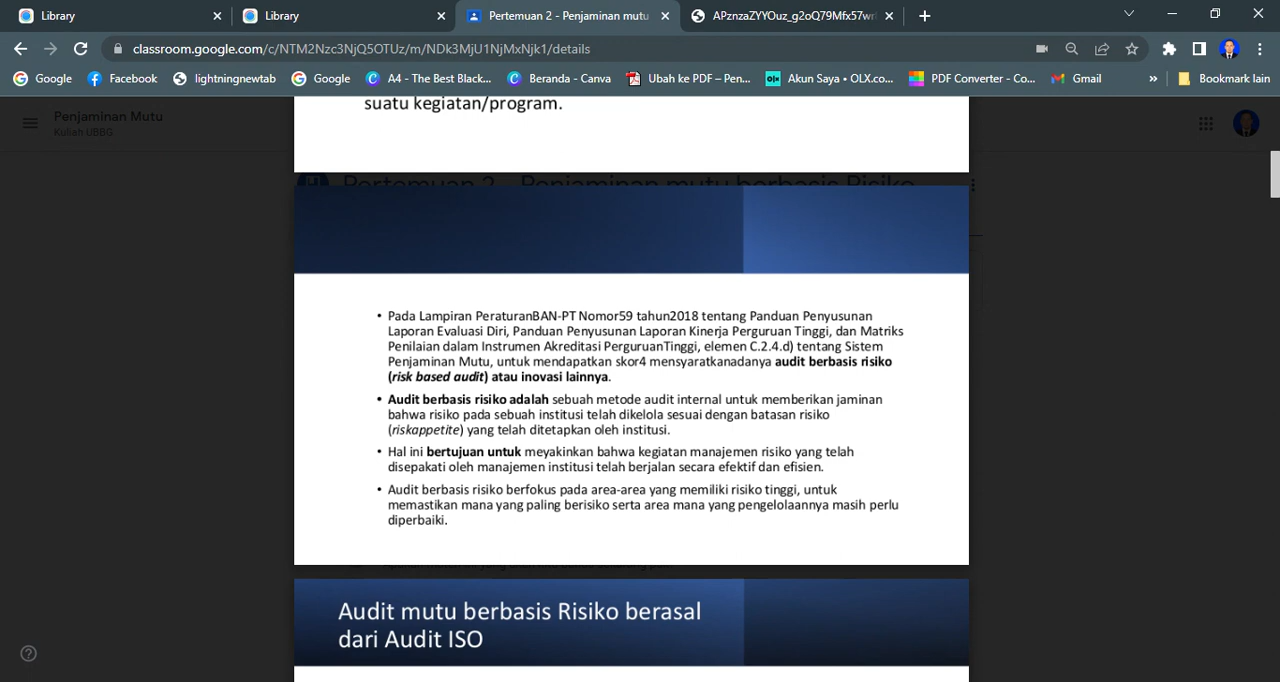 Library
Library
Pertemuan 2 - Penjaminan mutu
APznzaZYYOuz_g2oQ79Mfx57wr
classroom.google.com/c/NTM2Nzc3NjQ5OTUz/m/NDk3MjU1NjMxNjk1/details
Google
Facebook
lightningnewtab
Google
A4 - The Best Black...
Beranda - Canva
Ubah ke PDF – Pen...
Akun Saya • OLX.co...
PDF Converter - Co...
Gmail
»
Bookmark lain
Penjaminan Mutu
Kuliah UBBG
suatu kegiatan/program.
Pertemuan 2 - Penjaminan mutu berbasis Risiko
• Pada Lampiran PeraturanBAN-PT Nomor59 tahun2018 tentang Panduan Penyusunan
Laporan Evaluasi Diri, Panduan Penyusunan Laporan Kinerja Perguruan Tinggi, dan Matriks
Penilaian dalam Instrumen Akreditasi PerguruanTinggi, elemen C.2.4.d) tentang Sistem
Penjaminan Mutu, untuk mendapatkan skor4 mensyaratkanadanya audit berbasis risiko
(risk based audit) atau inovasi lainnya.
• Audit berbasis risiko adalah sebuah metode audit internal untuk memberikan jaminan
bahwa risiko pada sebuah institusi telah dikelola sesuai dengan batasan risiko
(riskappetite) yang telah ditetapkan oleh institusi.
• Hal ini bertujuan untuk meyakinkan bahwa kegiatan manajemen risiko yang telah
disepakati oleh manajemen institusi telah berjalan secara efektif dan efisien.
• Audit berbasis risiko berfokus pada area-area yang memiliki risiko tinggi, untuk
memastikan mana yang paling berisiko serta area mana yang pengelolaannya masih perlu
diperbaiki.
Audit mutu berbasis Risiko berasal
dari Audit ISO